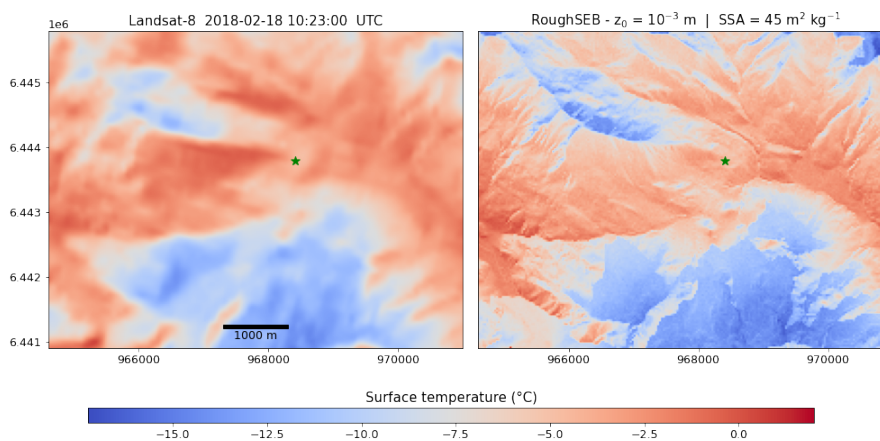 Landsat-8 2018-02-18 10:23:00 UTC
RoughSEB - z₀ = 10⁻³ m | SSA = 45 m² kg⁻¹
1e6
6.445
6.444
6.443
6.442
6.441
1000 m
966000 968000 970000
966000 968000 970000
Surface temperature (°C)
−15.0 −12.5 −10.0 −7.5 −5.0 −2.5 0.0